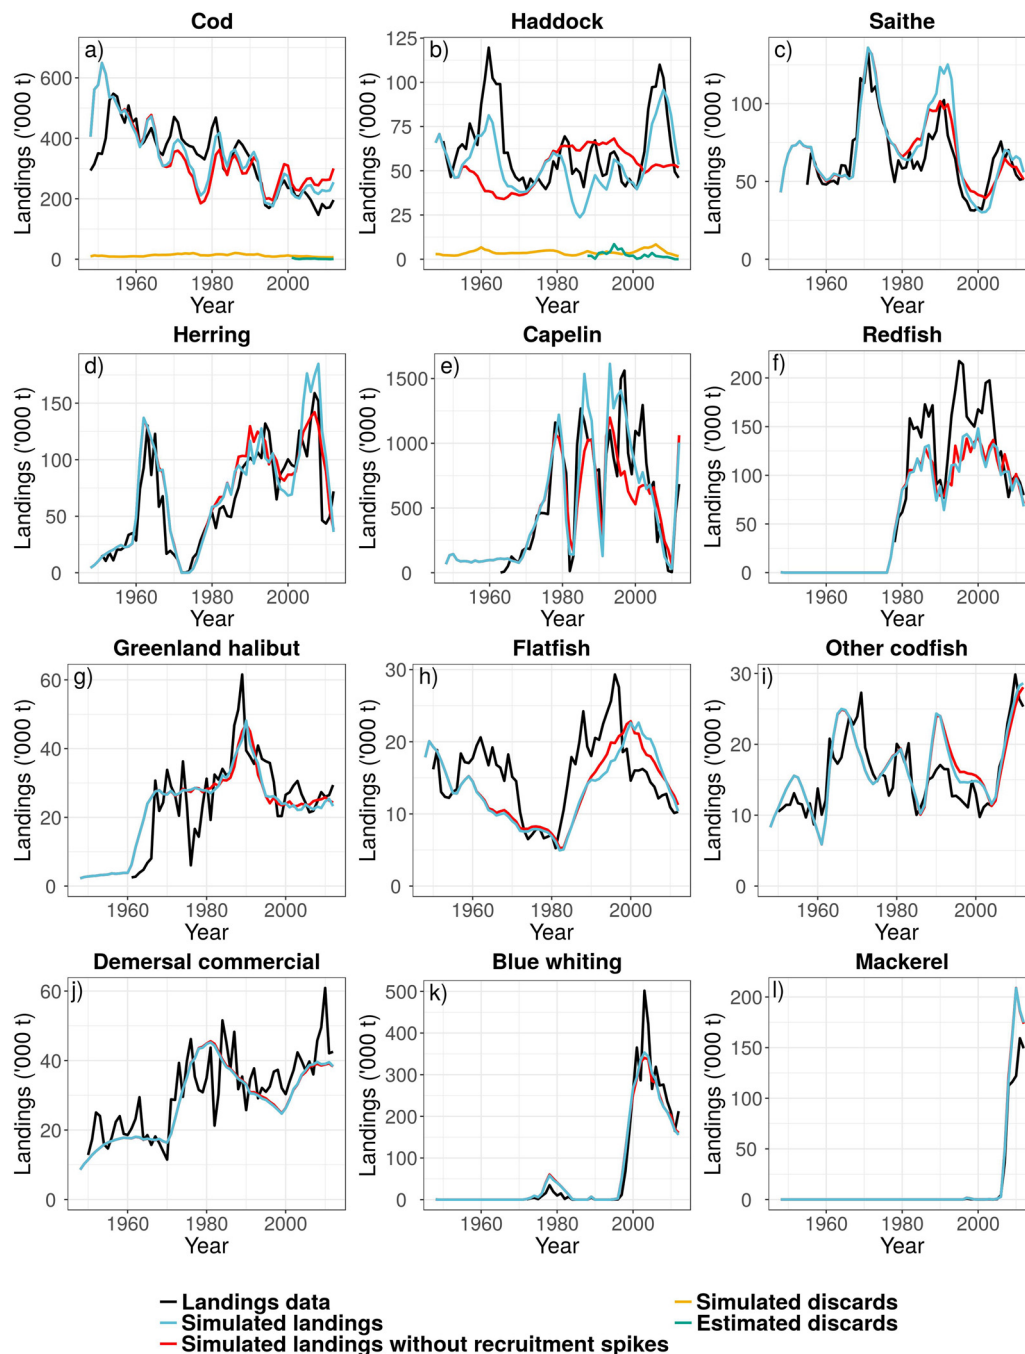 Cod Haddock Saithe
a) b) c)
Landings ('000 t) Landings ('000 t) Landings ('000 t)
600 400 200 0
125 100 75 50 25 0
100 50 0
1960 1980 2000 1960 1980 2000 1960 1980 2000
Year Year Year
Herring Capelin Redfish
d) e) f)
Landings ('000 t) Landings ('000 t) Landings ('000 t)
150 100 50 0
1500 1000 500 0
200 150 100 50 0
1960 1980 2000 1960 1980 2000 1960 1980 2000
Year Year Year
Greenland halibut Flatfish Other codfish
g) h) i)
Landings ('000 t) Landings ('000 t) Landings ('000 t)
60 40 20 0
30 20 10 0
30 20 10 0
1960 1980 2000 1960 1980 2000 1960 1980 2000
Year Year Year
Demersal commercial Blue whiting Mackerel
j) k) l)
Landings ('000 t) Landings ('000 t) Landings ('000 t)
60 40 20 0
500 400 300 200 100 0
200 150 100 50 0
1960 1980 2000 1960 1980 2000 1960 1980 2000
Year Year Year
Landings data Simulated discards
Simulated landings Estimated discards
Simulated landings without recruitment spikes